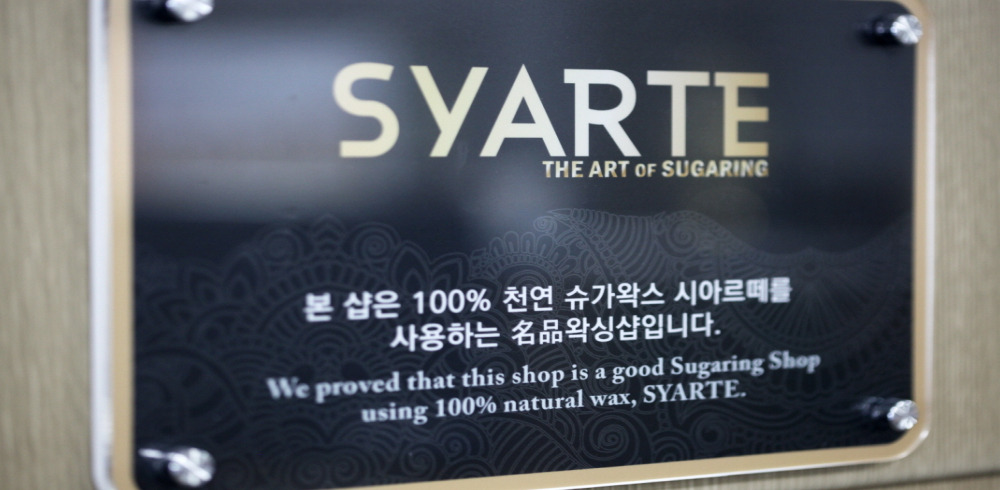 SYARTE
THE ART OF SUGARING
본 샵은 100% 천연 슈가왁스 시아르떼를
사용하는 名品왁싱샵입니다.
We proved that this shop is a good Sugaring Shop
using 100% natural wax, SYARTE.